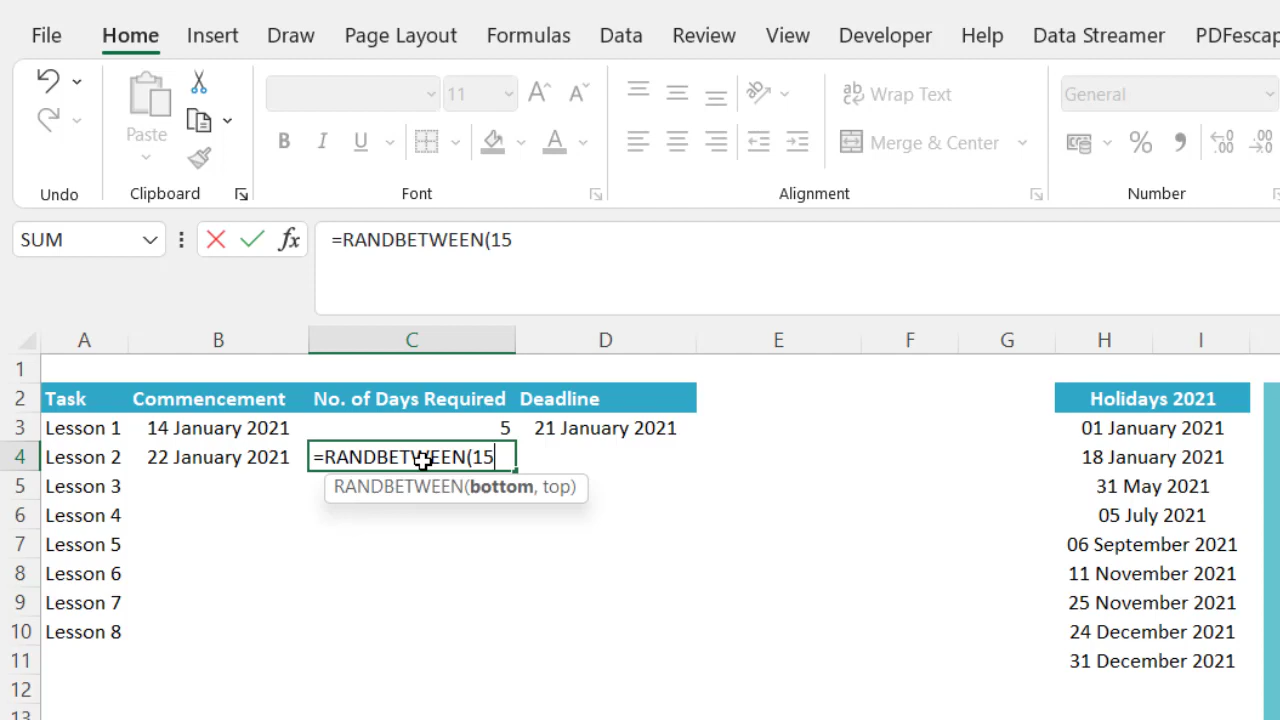 File Home Insert Draw Page Layout Formulas Data Review View Developer Help Data Streamer PDFescap
11 General
Paste Wrap Text
B I U Merge & Center % 9
Undo Clipboard Font Alignment Number
SUM fx =RANDBETWEEN(15
A B C D E F G H I
1
2 Task Commencement No. of Days Required Deadline Holidays 2021
3 Lesson 1 14 January 2021 5 21 January 2021 01 January 2021
4 Lesson 2 22 January 2021 =RANDBETWEEN(15 18 January 2021
5 Lesson 3 RANDBETWEEN(bottom, top) 31 May 2021
6 Lesson 4 05 July 2021
7 Lesson 5 06 September 2021
8 Lesson 6 11 November 2021
9 Lesson 7 25 November 2021
10 Lesson 8 24 December 2021
11 31 December 2021
12
13